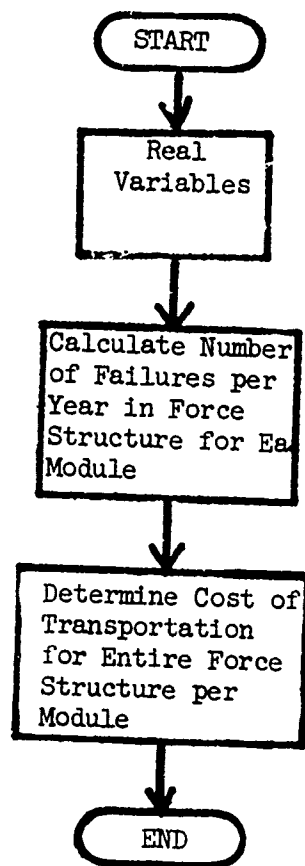 START
Real
Variables
Calculate Number
of Failures per
Year in Force
Structure for Ea.
Module
Determine Cost of
Transportation
for Entire Force
Structure per
Module
END